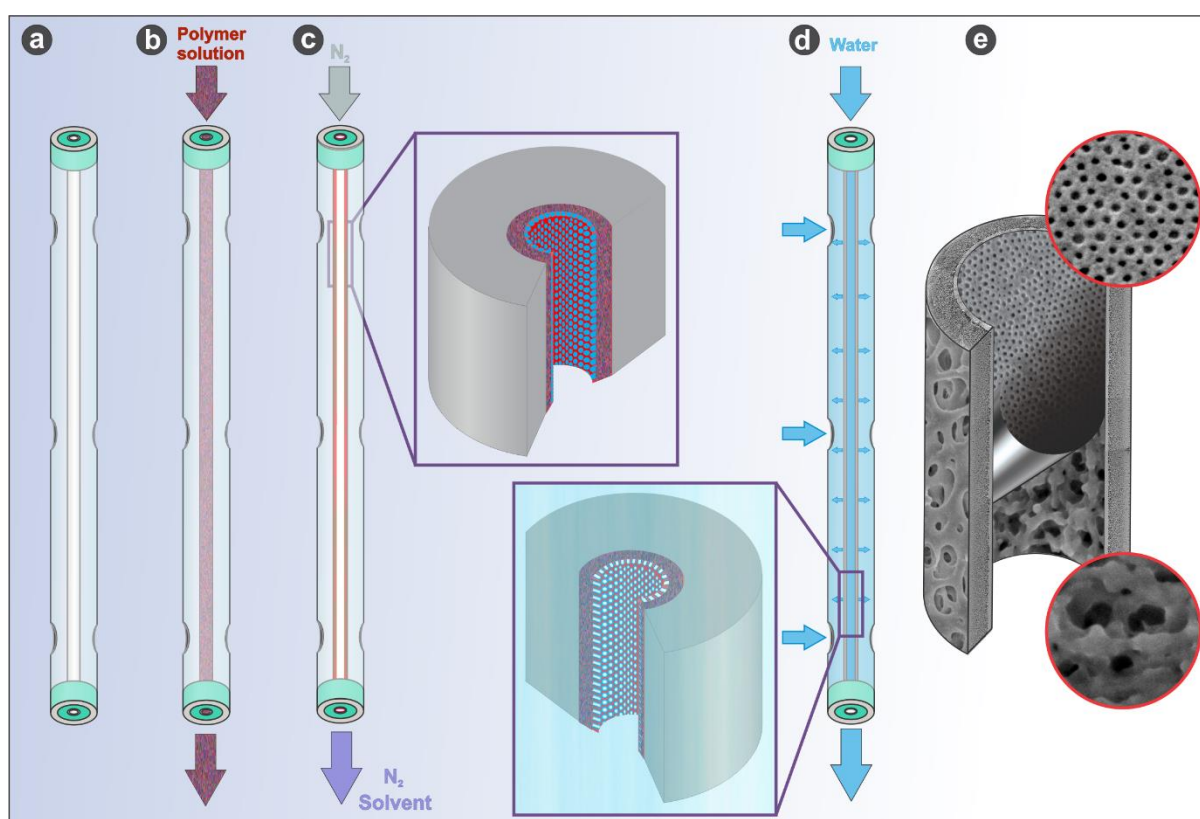 a
b
Polymer
solution
c
N₂
d
Water
e
N₂
Solvent